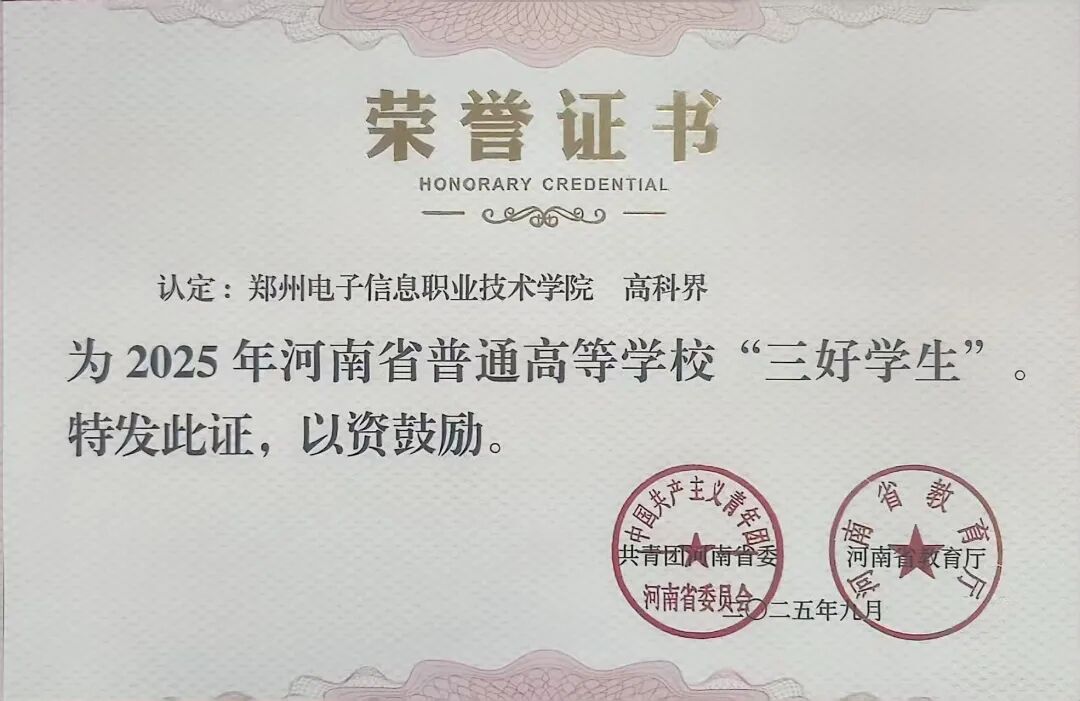 荣誉证书
HONORARY CREDENTIAL
认定：郑州电子信息职业技术学院 高科界
为 2025 年河南省普通高等学校“三好学生”。
特发此证，以资鼓励。
中国共产主义青年团
河南省委员会
共青团河南省委
河南省教育厅
河南省教育厅
二〇二五年九月